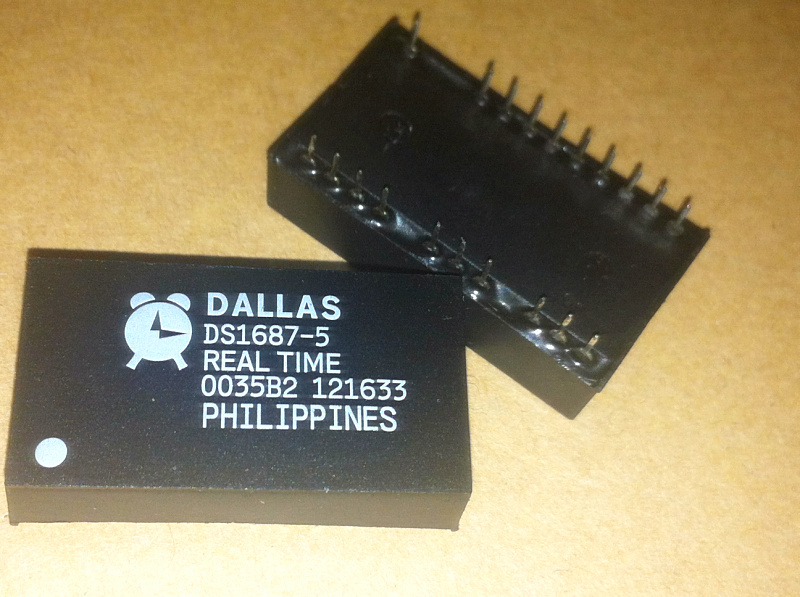 DALLAS
DS1687-5
REAL TIME
0035B2 121633
PHILIPPINES